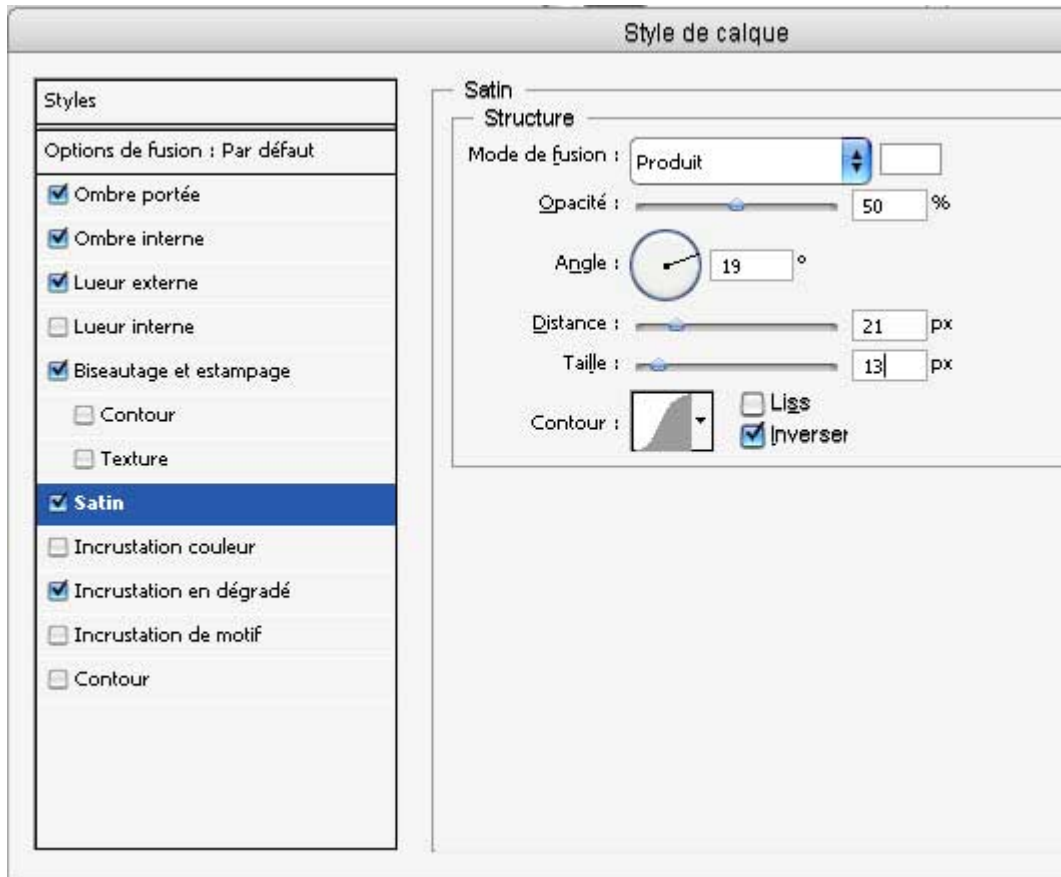 Style de calque
Styles
Options de fusion : Par défaut
Ombre portée
Ombre interne
Lueur externe
Lueur interne
Biseautage et estampage
Contour
Texture
Satin
Incrustation couleur
Incrustation en dégradé
Incrustation de motif
Contour
Satin
Structure
Mode de fusion : Produit
Opacité : 50 %
Angle : 19 °
Distance : 21 px
Taille : 13 px
Contour :
Liss
Inverser